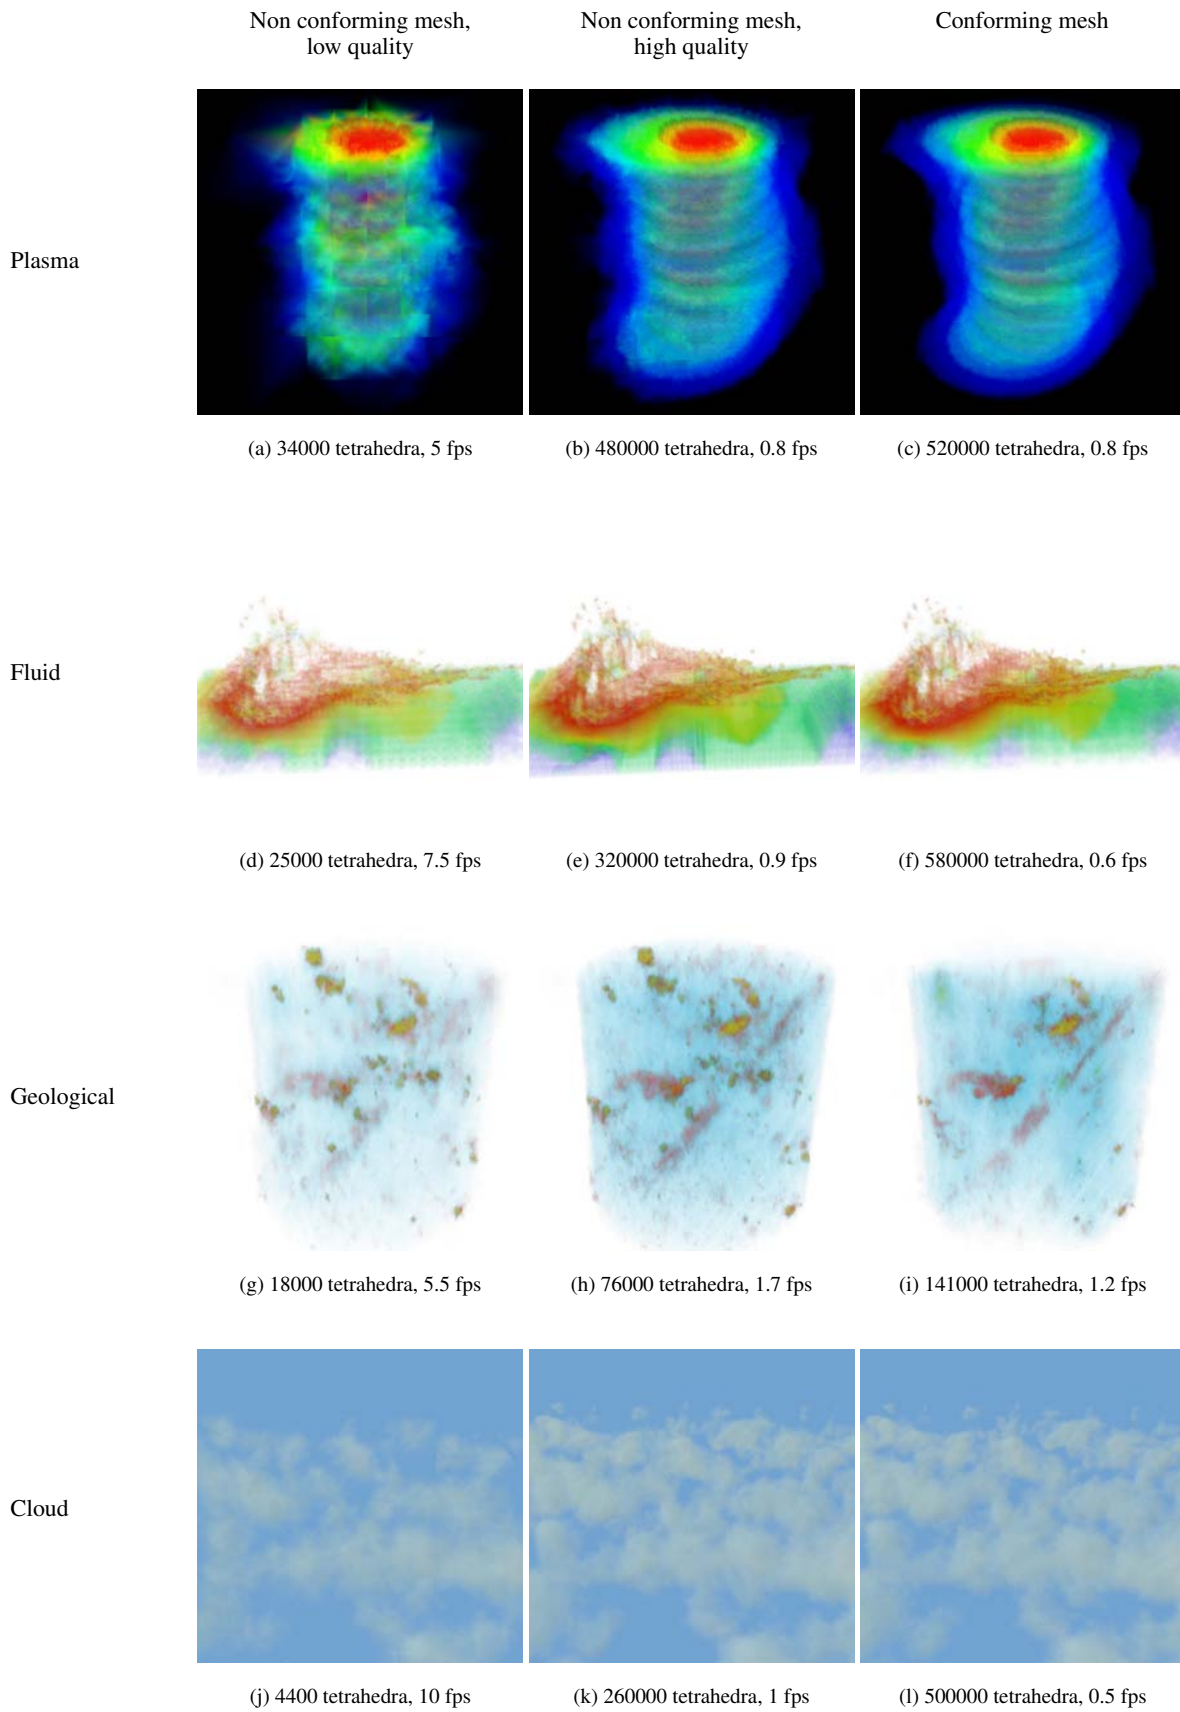 Non conforming mesh,
low quality
Non conforming mesh,
high quality
Conforming mesh
Plasma
(a) 34000 tetrahedra, 5 fps
(b) 480000 tetrahedra, 0.8 fps
(c) 520000 tetrahedra, 0.8 fps
Fluid
(d) 25000 tetrahedra, 7.5 fps
(e) 320000 tetrahedra, 0.9 fps
(f) 580000 tetrahedra, 0.6 fps
Geological
(g) 18000 tetrahedra, 5.5 fps
(h) 76000 tetrahedra, 1.7 fps
(i) 141000 tetrahedra, 1.2 fps
Cloud
(j) 4400 tetrahedra, 10 fps
(k) 260000 tetrahedra, 1 fps
(l) 500000 tetrahedra, 0.5 fps